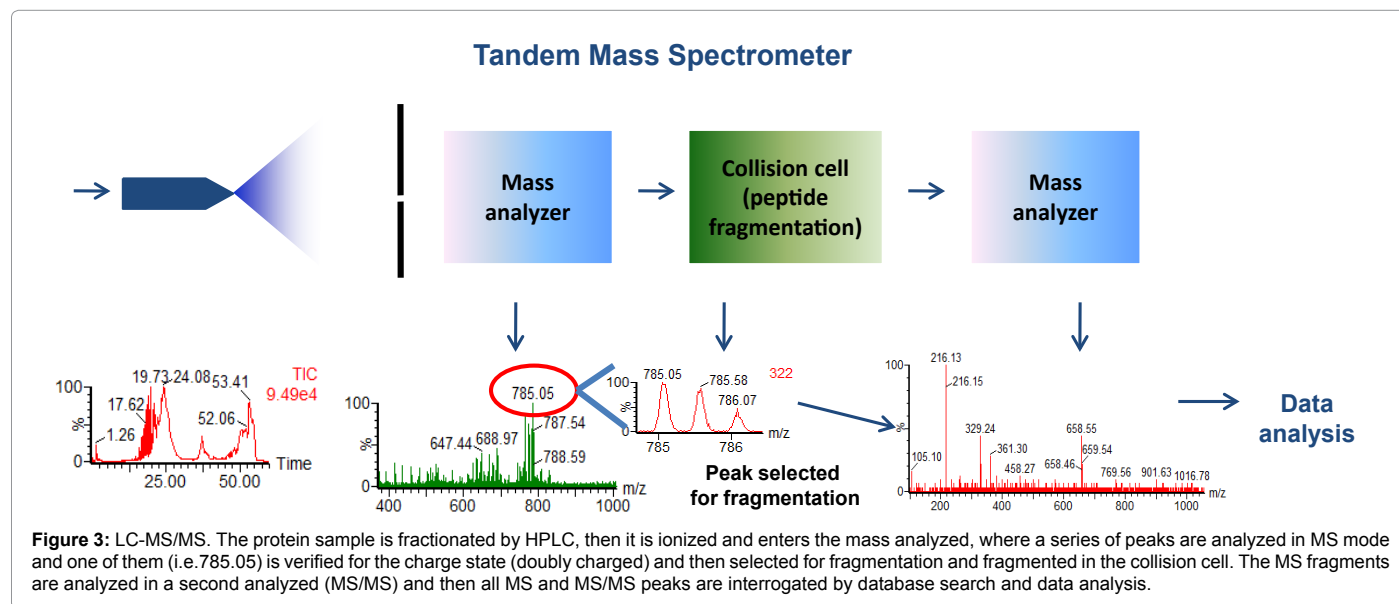 Tandem Mass Spectrometer
Mass
analyzer
Collision cell
(peptide
fragmentation)
Mass
analyzer
100
%
0
1.26
17.62
19.73
24.08
52.06
53.41
TIC
9.49e4
25.00
50.00
Time
100
%
0
647.44
688.97
785.05
787.54
788.59
400
600
800
1000
m/z
100
%
0
785.05
785.58
786.07
322
785
786
m/z
Peak selected
for fragmentation
100
%
0
105.10
216.13
216.15
329.24
361.30
458.27
658.46
658.55
659.54
769.56
901.63
1016.78
200
400
600
800
1000
m/z
Data
analysis
Figure 3: LC-MS/MS. The protein sample is fractionated by HPLC, then it is ionized and enters the mass analyzed, where a series of peaks are analyzed in MS mode
and one of them (i.e.785.05) is verified for the charge state (doubly charged) and then selected for fragmentation and fragmented in the collision cell. The MS fragments
are analyzed in a second analyzed (MS/MS) and then all MS and MS/MS peaks are interrogated by database search and data analysis.